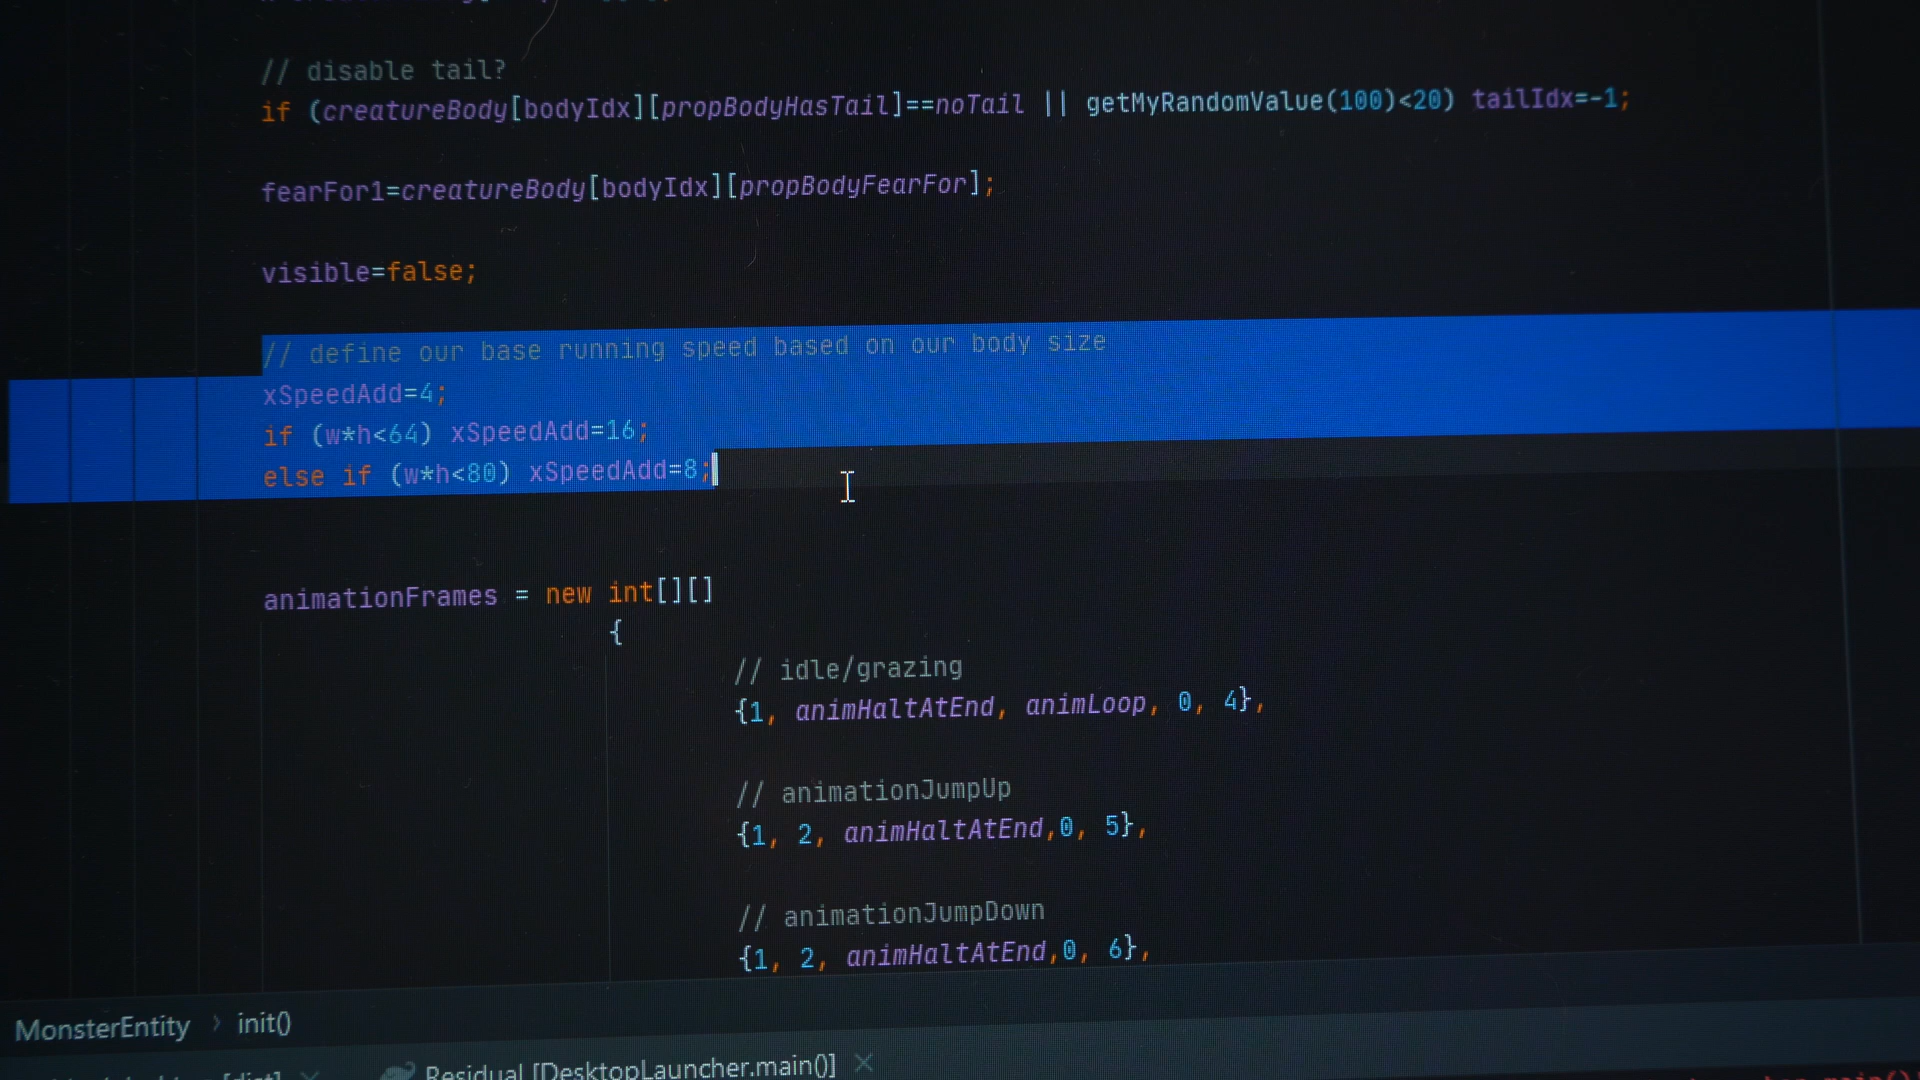 // disable tail?
if (creatureBody[bodyIdx][propBodyHasTail]==noTail || getMyRandomValue(100)<20) tailIdx=-1;
fearFor1=creatureBody[bodyIdx][propBodyFearFor];
visible=false;
// define our base running speed based on our body size
xSpeedAdd=4;
if (w*h<64) xSpeedAdd=16;
else if (w*h<80) xSpeedAdd=8;
animationFrames = new int[][]
{
// idle/grazing
{1, animHaltAtEnd, animLoop, 0, 4},
// animationJumpUp
{1, 2, animHaltAtEnd,0, 5},
// animationJumpDown
{1, 2, animHaltAtEnd,0, 6},
MonsterEntity › init()
Residual [DesktopLauncher.main()] ×